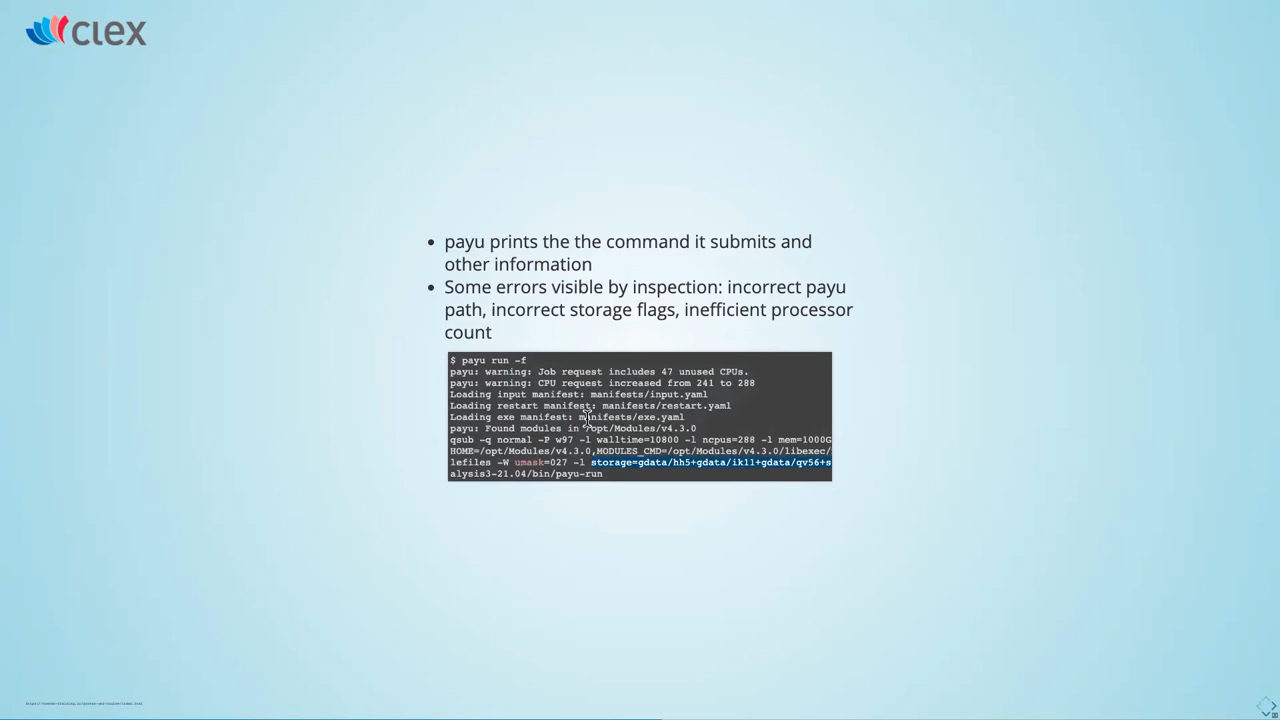 clex
payu prints the the command it submits and
other information
Some errors visible by inspection: incorrect payu
path, incorrect storage flags, inefficient processor
count
$ payu run -f
payu: warning: Job request includes 47 unused CPUs.
payu: warning: CPU request increased from 241 to 288
Loading input manifest: manifests/input.yaml
Loading restart manifest: manifests/restart.yaml
Loading exe manifest: manifests/exe.yaml
payu: Found modules in /opt/Modules/v4.3.0
qsub -q normal -P w97 -l walltime=10800 -l ncpus=288 -l mem=1000G
HOME=/opt/Modules/v4.3.0,MODULES_CMD=/opt/Modules/v4.3.0/libexec/
lefiles -W umask=027 -l storage=gdata/hh5+gdata/ik11+gdata/qv56+s
alysis3-21.04/bin/payu-run